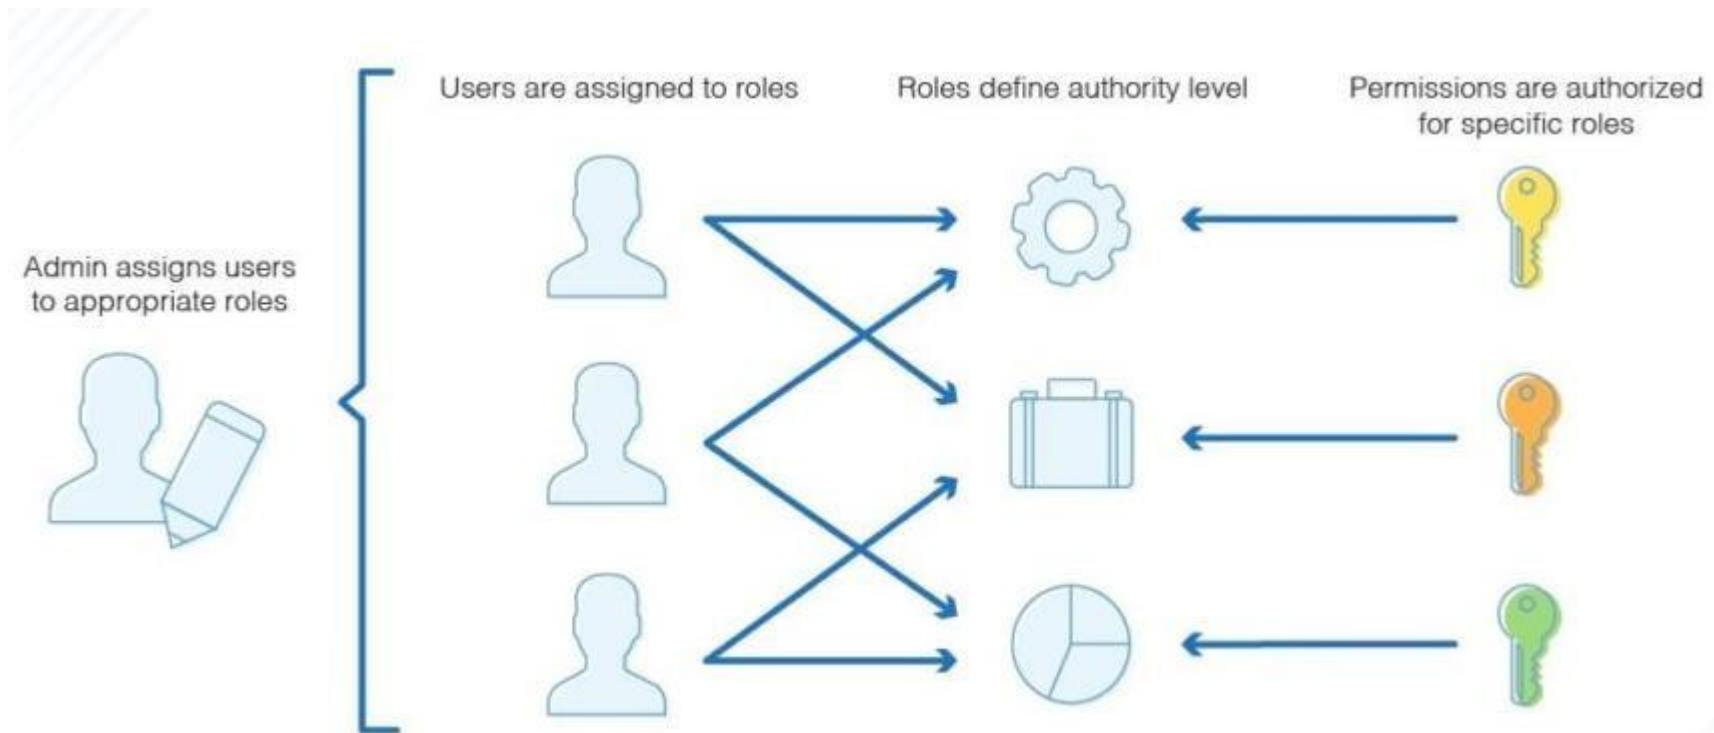 Users are assigned to roles
Roles define authority level
Permissions are authorized
for specific roles
Admin assigns users
to appropriate roles